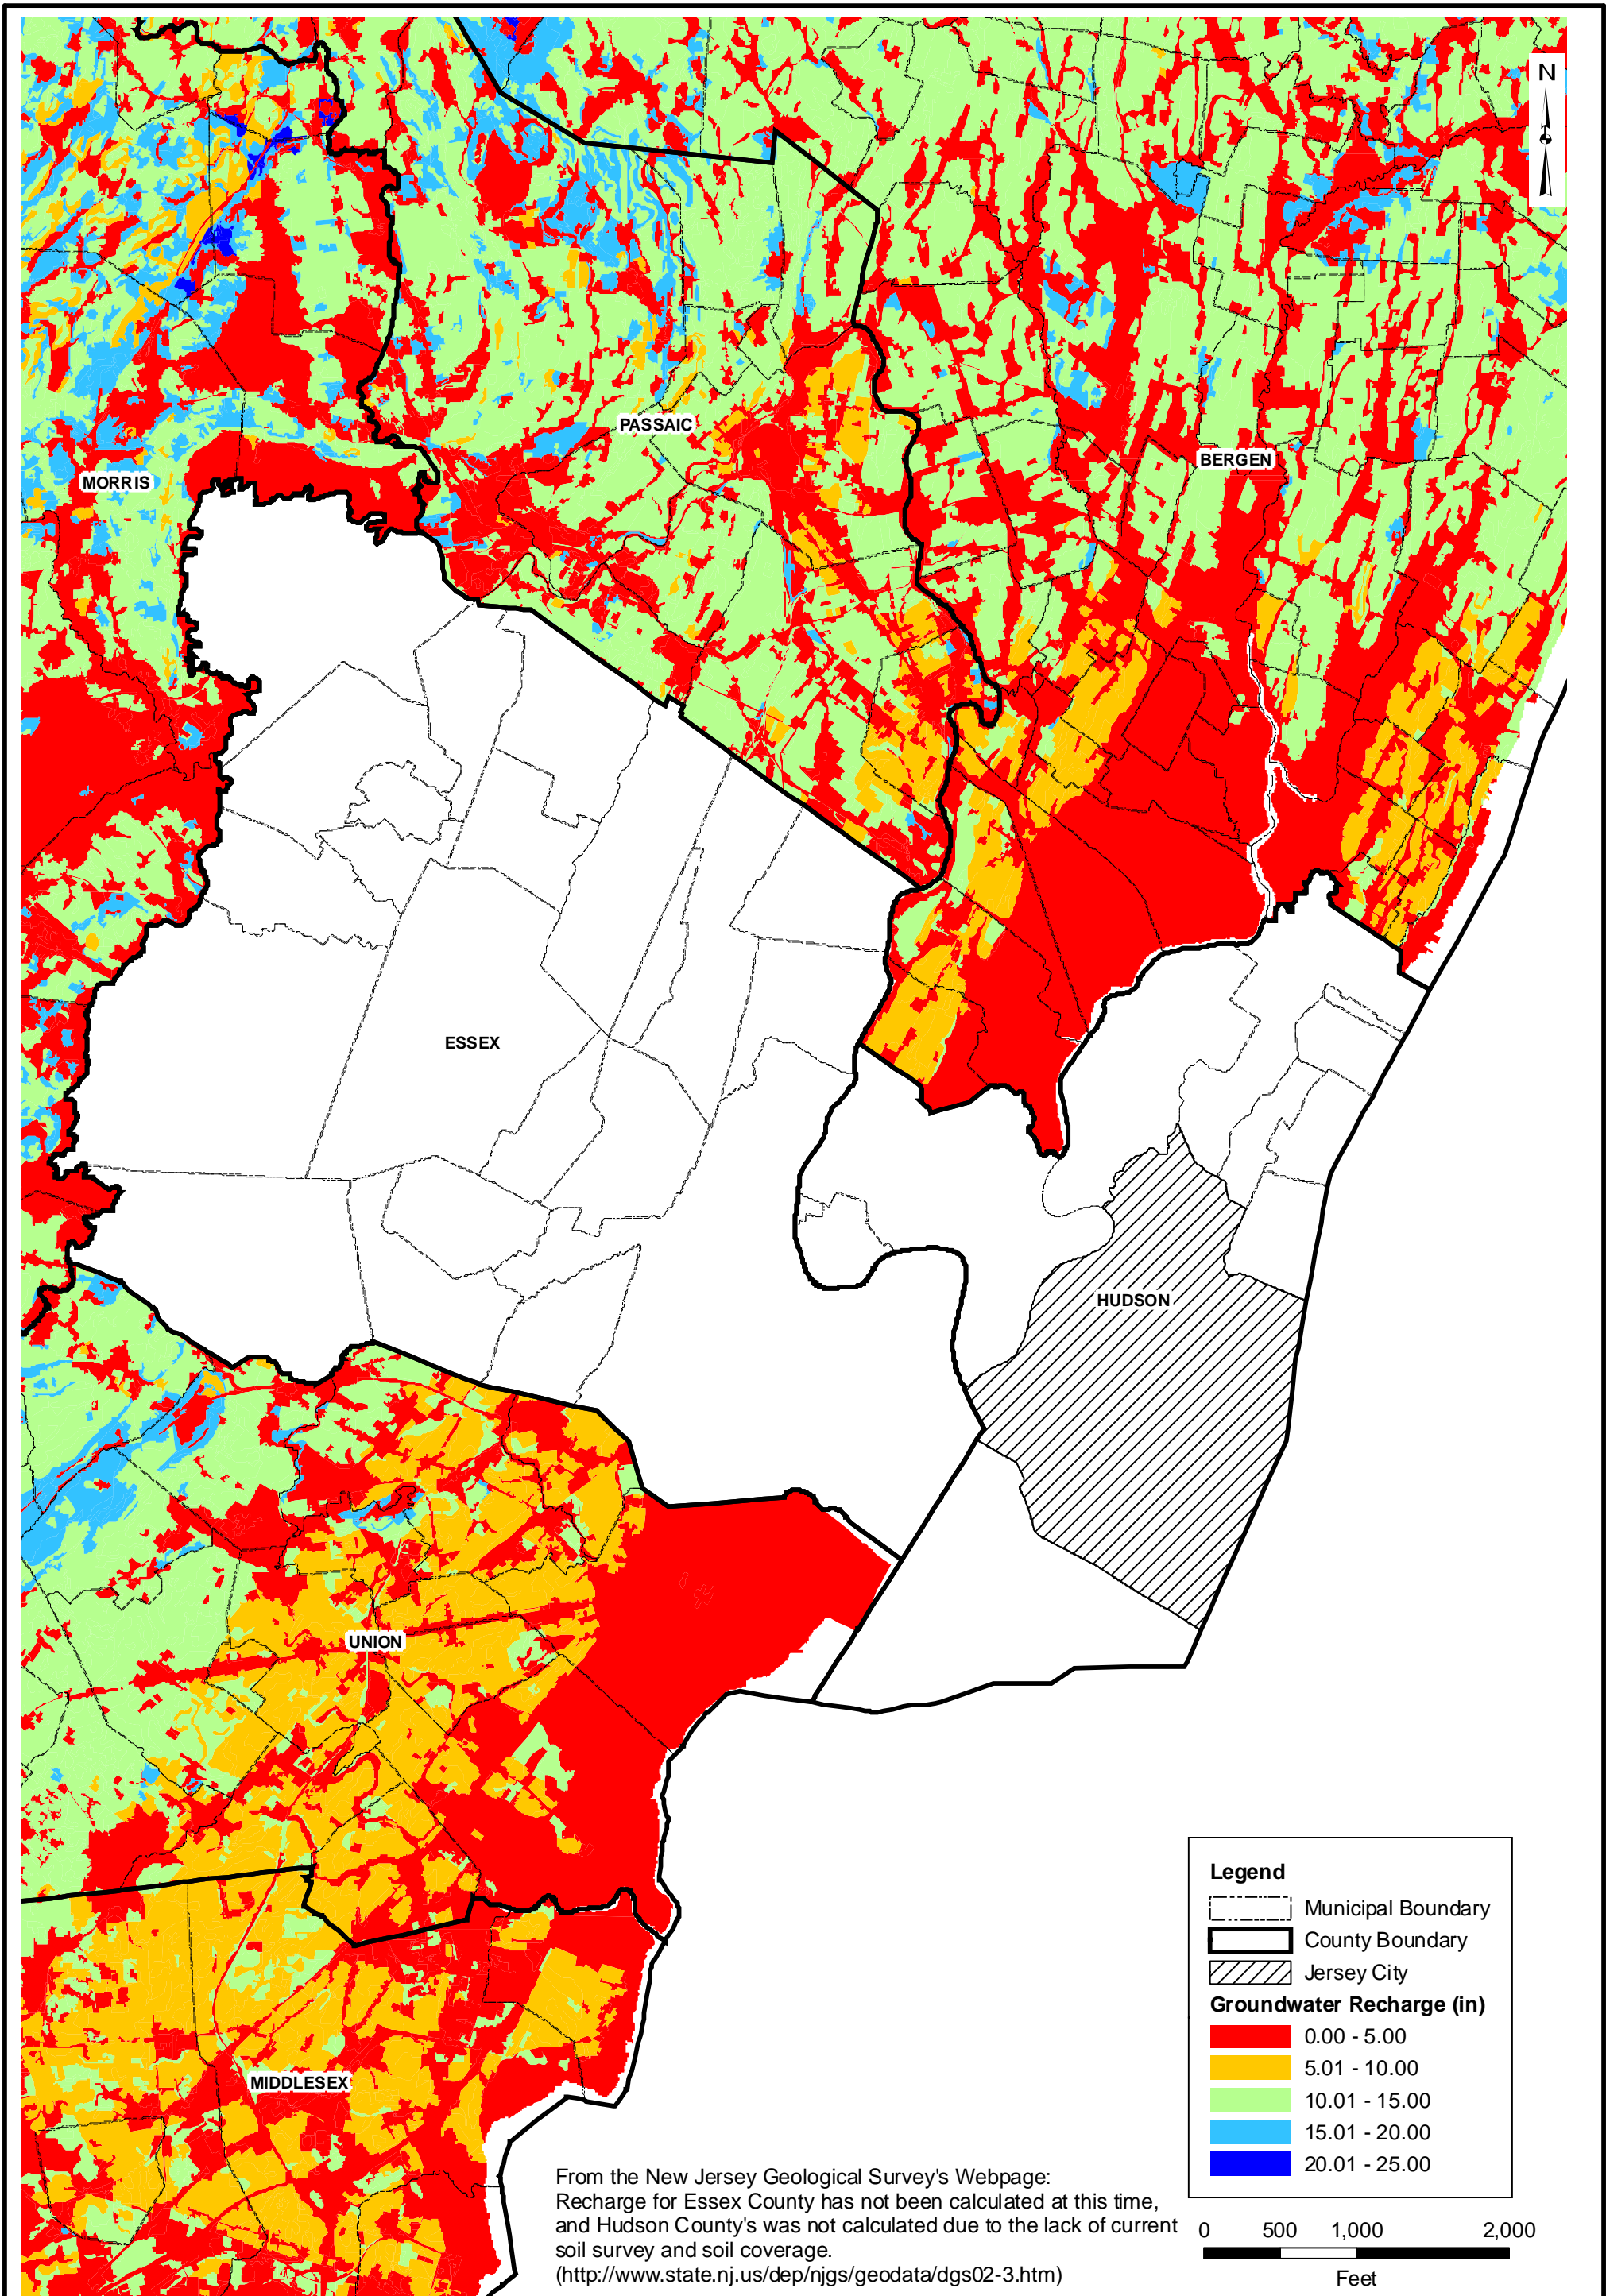 N
PASSAIC
BERGEN
MORRIS
ESSEX
HUDSON
UNION
MIDDLESEX
Legend
Municipal Boundary
County Boundary
Jersey City
Groundwater Recharge (in)
0.00 - 5.00
5.01 - 10.00
10.01 - 15.00
15.01 - 20.00
20.01 - 25.00
From the New Jersey Geological Survey's Webpage:
Recharge for Essex County has not been calculated at this time,
and Hudson County's was not calculated due to the lack of current
soil survey and soil coverage.
(http://www.state.nj.us/dep/njgs/geodata/dgs02-3.htm)
0 500 1,000 2,000
Feet